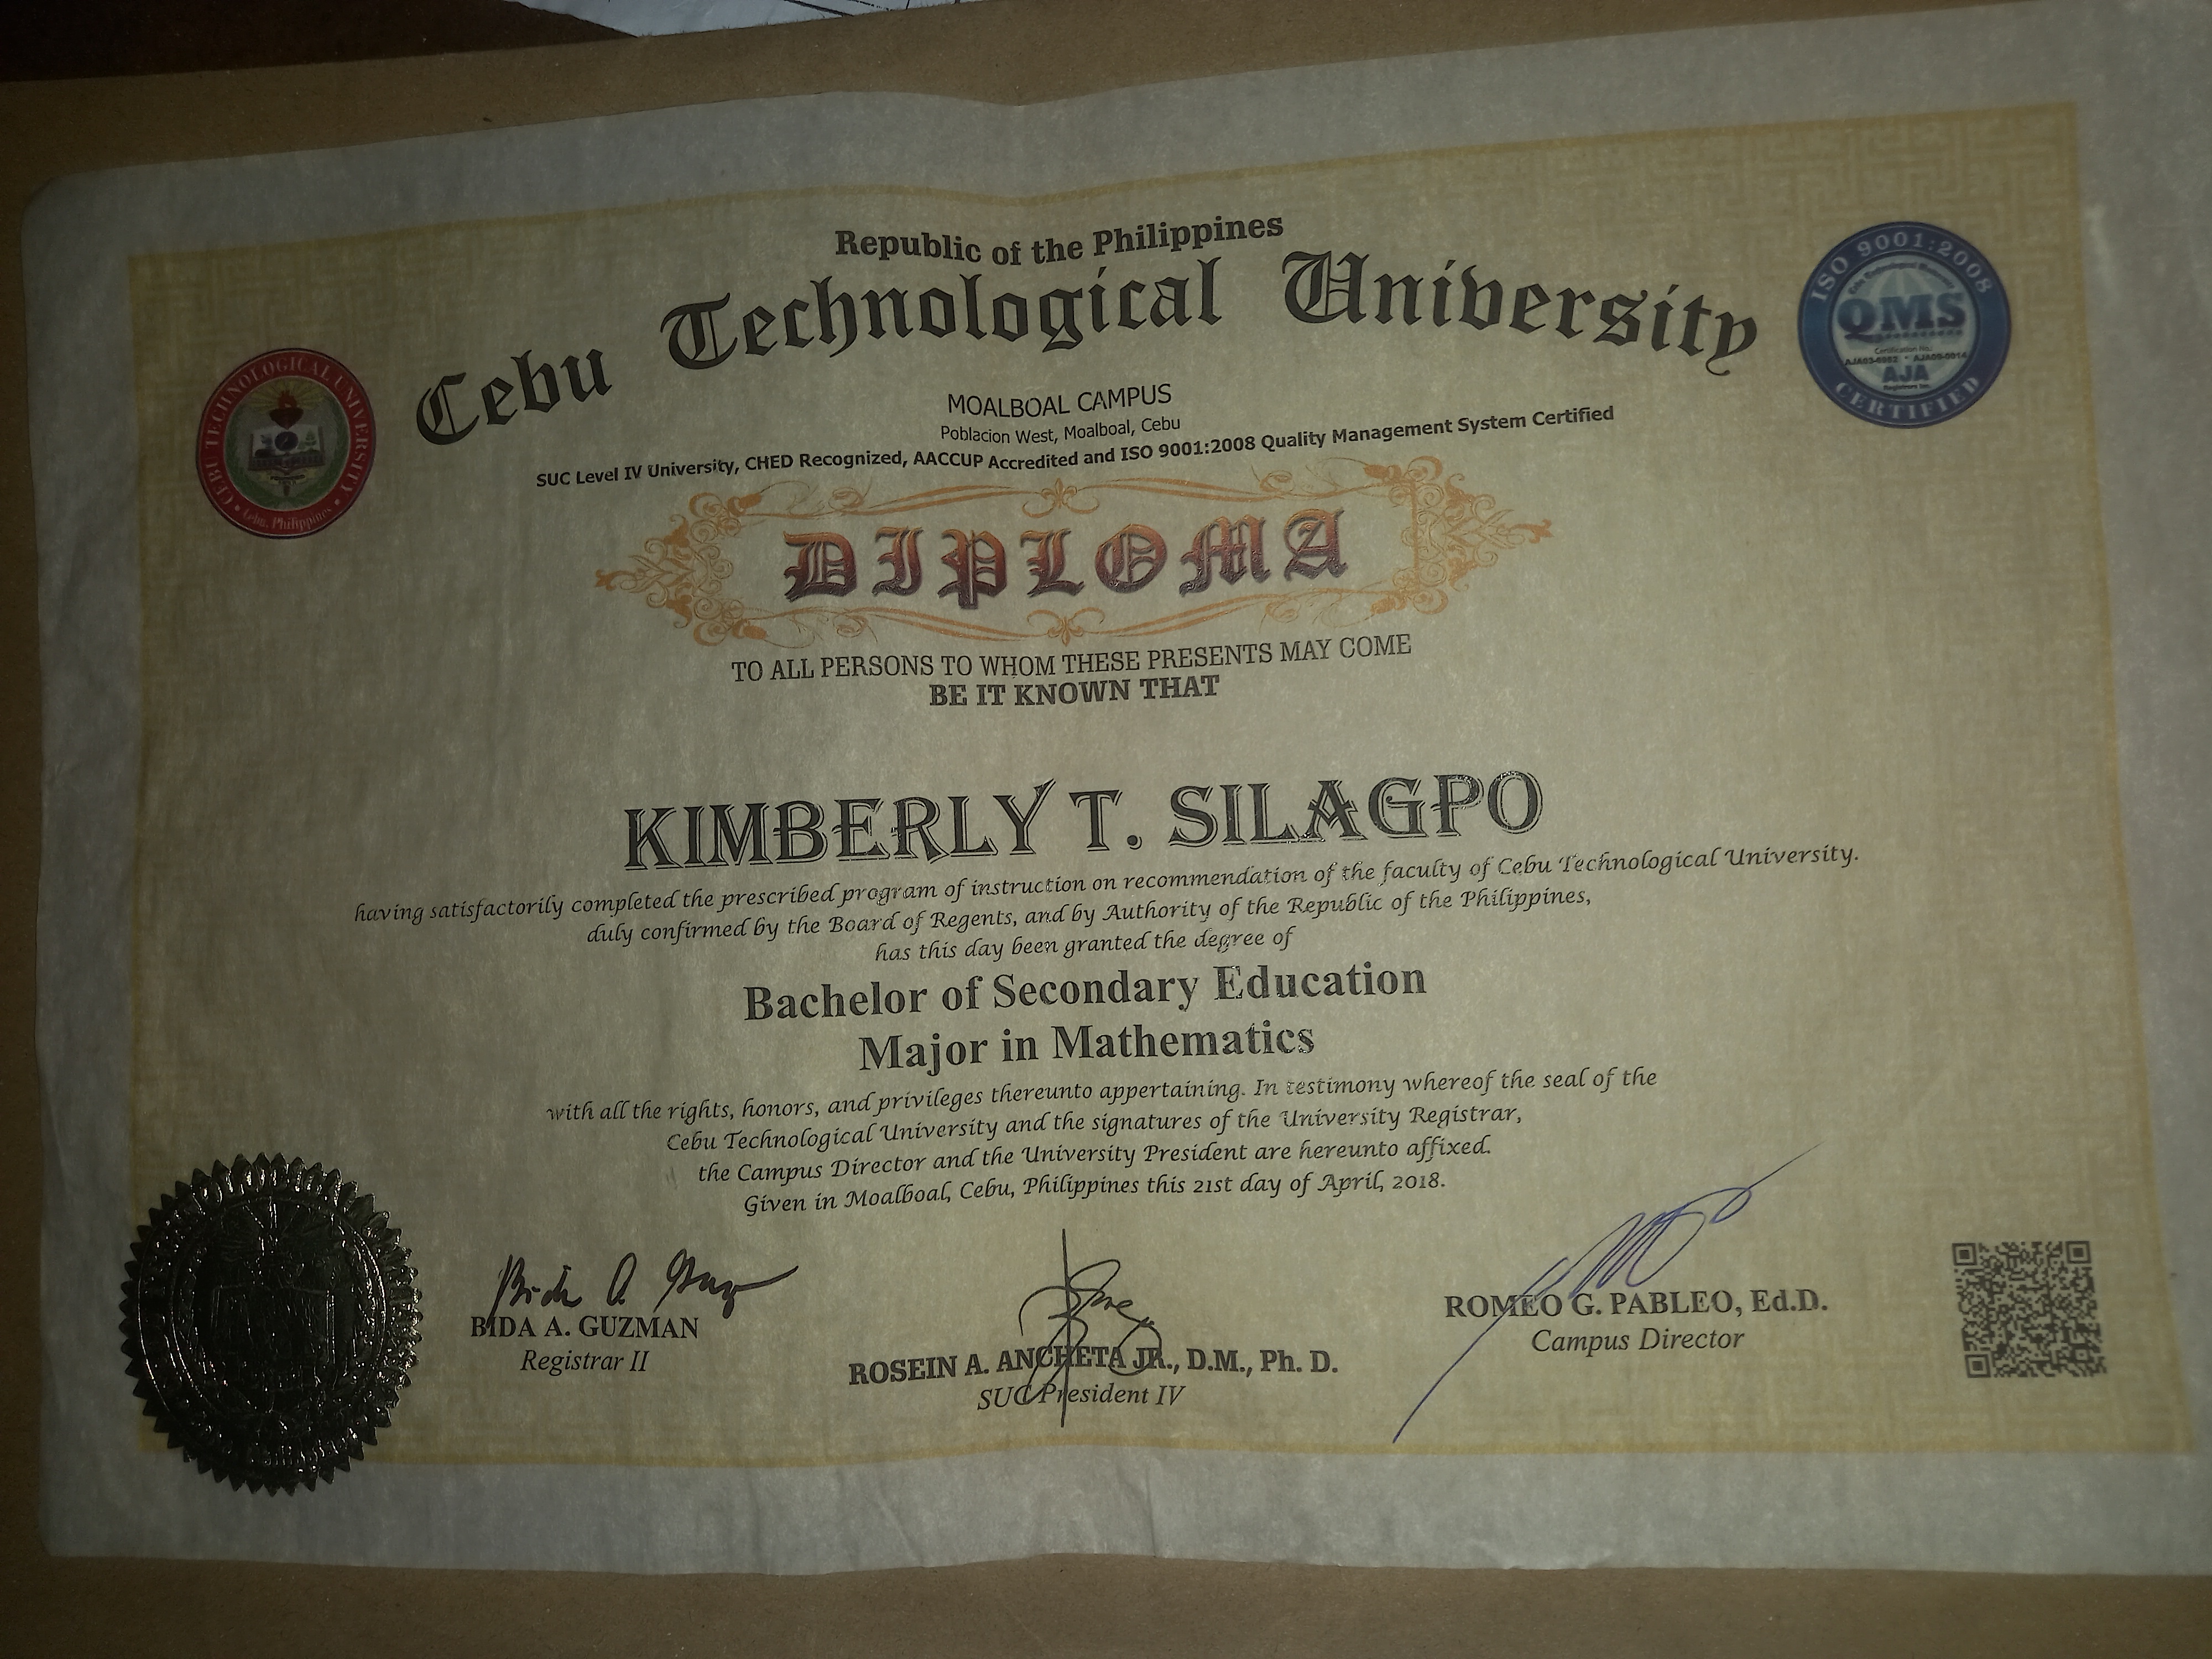 Republic of the Philippines
Cebu Technological University
MOALBOAL CAMPUS
Poblacion West, Moalboal, Cebu
SUC Level IV University, CHED Recognized, AACCUP Accredited and ISO 9001:2008 Quality Management System Certified
CEBU TECHNOLOGICAL UNIVERSITY
Cebu, Philippines
ISO 9001:2008
QMS
Certification No.:
AJA
Registrars Inc.
CERTIFIED
DIPLOMA
TO ALL PERSONS TO WHOM THESE PRESENTS MAY COME
BE IT KNOWN THAT
KIMBERLY T. SILAGPO
having satisfactorily completed the prescribed program of instruction on recommendation of the faculty of Cebu Technological University.
duly confirmed by the Board of Regents, and by Authority of the Republic of the Philippines,
has this day been granted the degree of
Bachelor of Secondary Education
Major in Mathematics
with all the rights, honors, and privileges thereunto appertaining. In testimony whereof the seal of the
Cebu Technological University and the signatures of the University Registrar,
the Campus Director and the University President are hereunto affixed.
Given in Moalboal, Cebu, Philippines this 21st day of April, 2018.
BIDA A. GUZMAN
Registrar II
ROSEIN A. ANCHETA JR., D.M., Ph. D.
SUC President IV
ROMEO G. PABLEO, Ed.D.
Campus Director